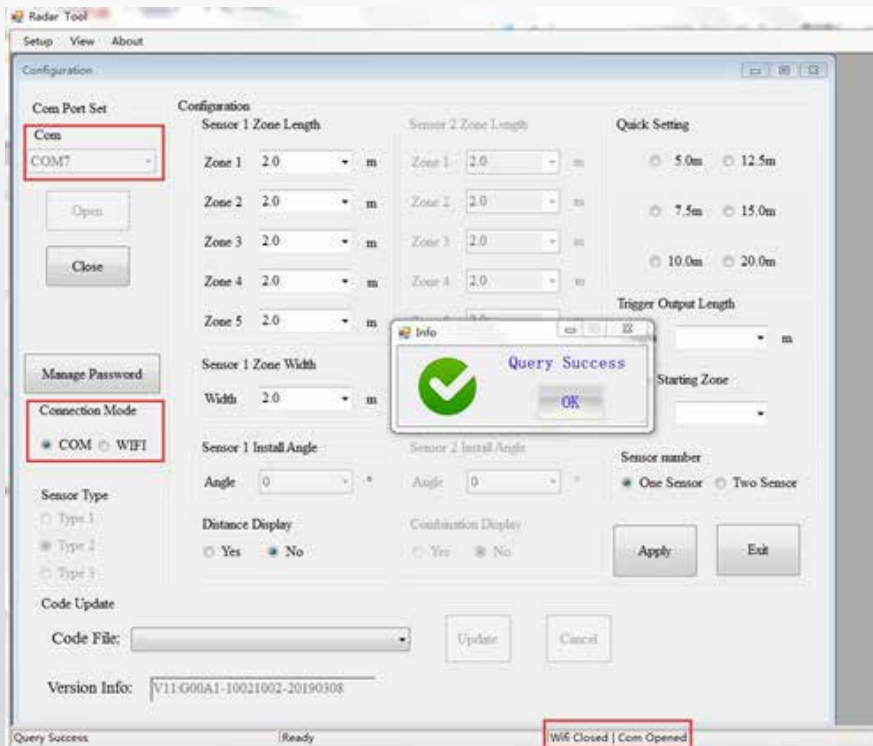 Radar Tool
Setup View About
Configuration
Com Port Set
Com
COM7
Open
Close
Manage Password
Connection Mode
COM WIFI
Sensor Type
Type 1
Type 2
Type 3
Configuration
Sensor 1 Zone Length
Zone 1 2.0 m
Zone 2 2.0 m
Zone 3 2.0 m
Zone 4 2.0 m
Zone 5 2.0 m
Sensor 1 Zone Width
Width 2.0 m
Sensor 1 Install Angle
Angle 0 °
Distance Display
Yes No
Sensor 2 Zone Length
Zone 1 2.0 m
Zone 2 2.0 m
Zone 3 2.0 m
Zone 4 2.0 m
Info
Query Success
OK
Sensor 2 Install Angle
Angle 0 °
Combination Display
Yes No
Quick Setting
5.0m 12.5m
7.5m 15.0m
10.0m 20.0m
Trigger Output Length
m
Starting Zone
Sensor number
One Sensor Two Sensor
Apply Exit
Code Update
Code File: Update Cancel
Version Info: V11:G00A1-10021002-20190308
Query Success Ready Wifi Closed | Com Opened